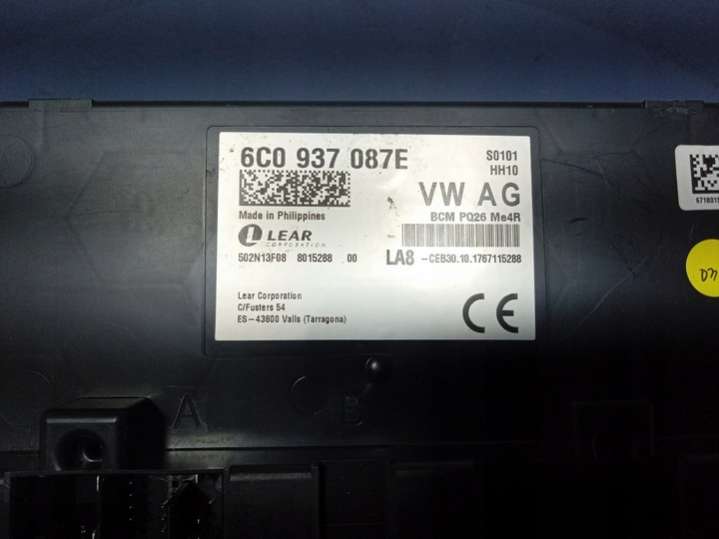 6C0 937 087E
S0101
HH10
VW AG
Made in Philippines
BCM PQ26 Me4R
LEAR
CORPORATION
502N13F08 8015288 00
LA8 -CEB30.10.1767115288
Lear Corporation
C/Fusters 54
ES-43800 Valls (Tarragona)
CE
A
B